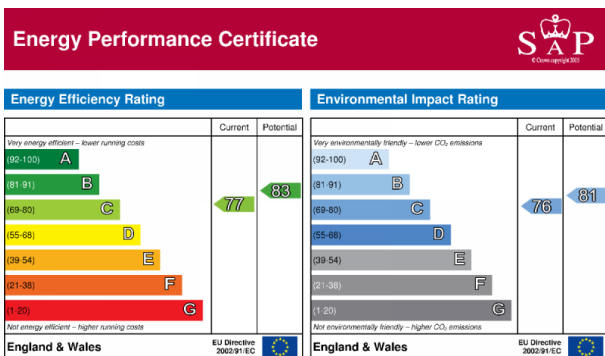 Energy Performance Certificate
SAP
© Crown copyright 2005
Energy Efficiency Rating
Current Potential
Very energy efficient – lower running costs
(92-100) A
(81-91) B
(69-80) C
(55-68) D
(39-54) E
(21-38) F
(1-20) G
77
83
Not energy efficient – higher running costs
England & Wales
EU Directive
2002/91/EC
Environmental Impact Rating
Current Potential
Very environmentally friendly – lower CO₂ emissions
(92-100) A
(81-91) B
(69-80) C
(55-68) D
(39-54) E
(21-38) F
(1-20) G
76
81
Not environmentally friendly – higher CO₂ emissions
England & Wales
EU Directive
2002/91/EC